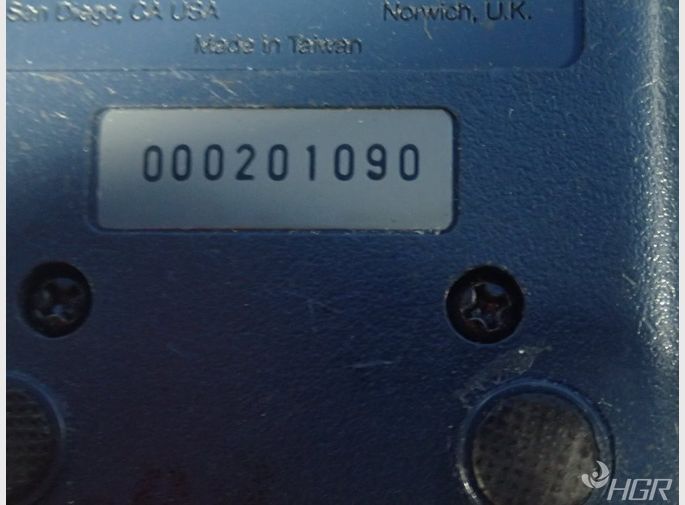 San Diego, CA USA
Norwich, U.K.
Made in Taiwan
000201090
HGR